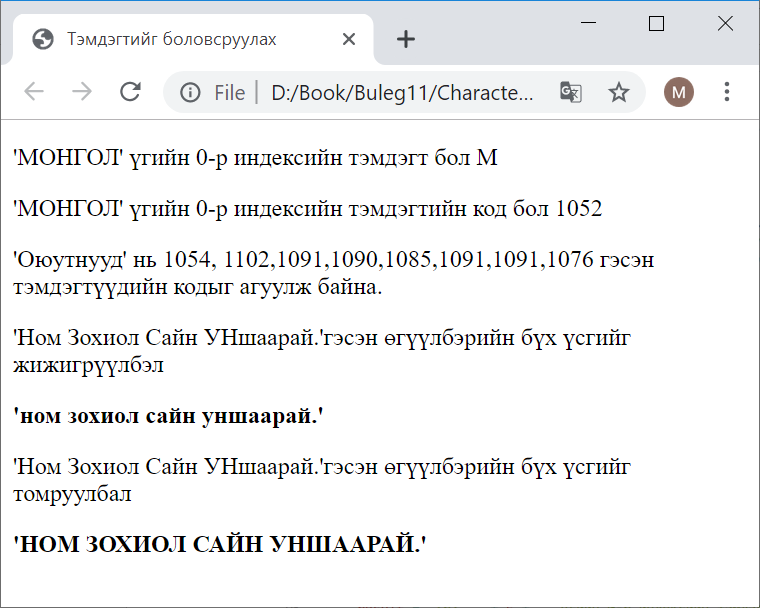 Тэмдэгтийг боловсруулах
File | D:/Book/Buleg11/Characte... M
'МОНГОЛ' үгийн 0-р индексийн тэмдэгт бол М
'МОНГОЛ' үгийн 0-р индексийн тэмдэгтийн код бол 1052
'Оюутнууд' нь 1054, 1102,1091,1090,1085,1091,1091,1076 гэсэн
тэмдэгтүүдийн кодыг агуулж байна.
'Ном Зохиол Сайн УНшаарай.'гэсэн өгүүлбэрийн бүх үсгийг
жижигрүүлбэл
'ном зохиол сайн уншаарай.'
'Ном Зохиол Сайн УНшаарай.'гэсэн өгүүлбэрийн бүх үсгийг
томруулбал
'НОМ ЗОХИОЛ САЙН УНШААРАЙ.'